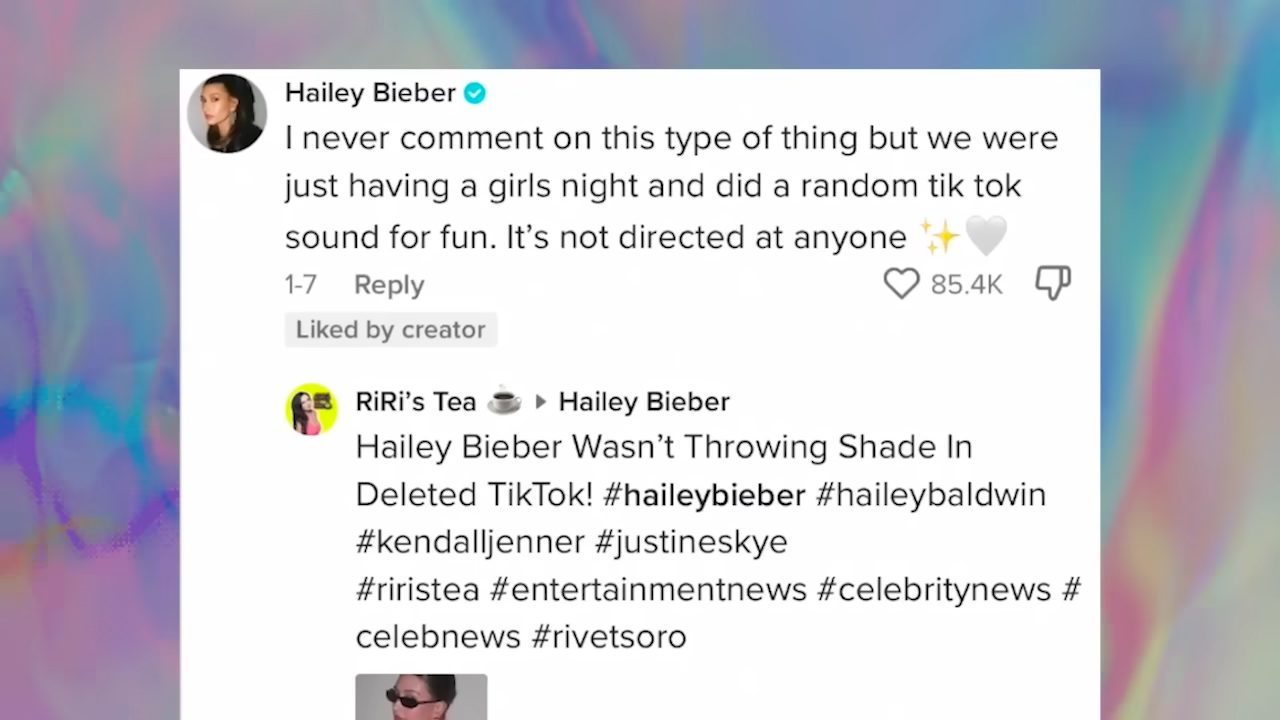 Hailey Bieber
I never comment on this type of thing but we were
just having a girls night and did a random tik tok
sound for fun. It’s not directed at anyone ✨🤍
1-7 Reply 85.4K
Liked by creator
RiRi’s Tea ☕ ▸ Hailey Bieber
Hailey Bieber Wasn’t Throwing Shade In
Deleted TikTok! #haileybieber #haileybaldwin
#kendalljenner #justineskye
#riristea #entertainmentnews #celebritynews #
celebnews #rivetsoro